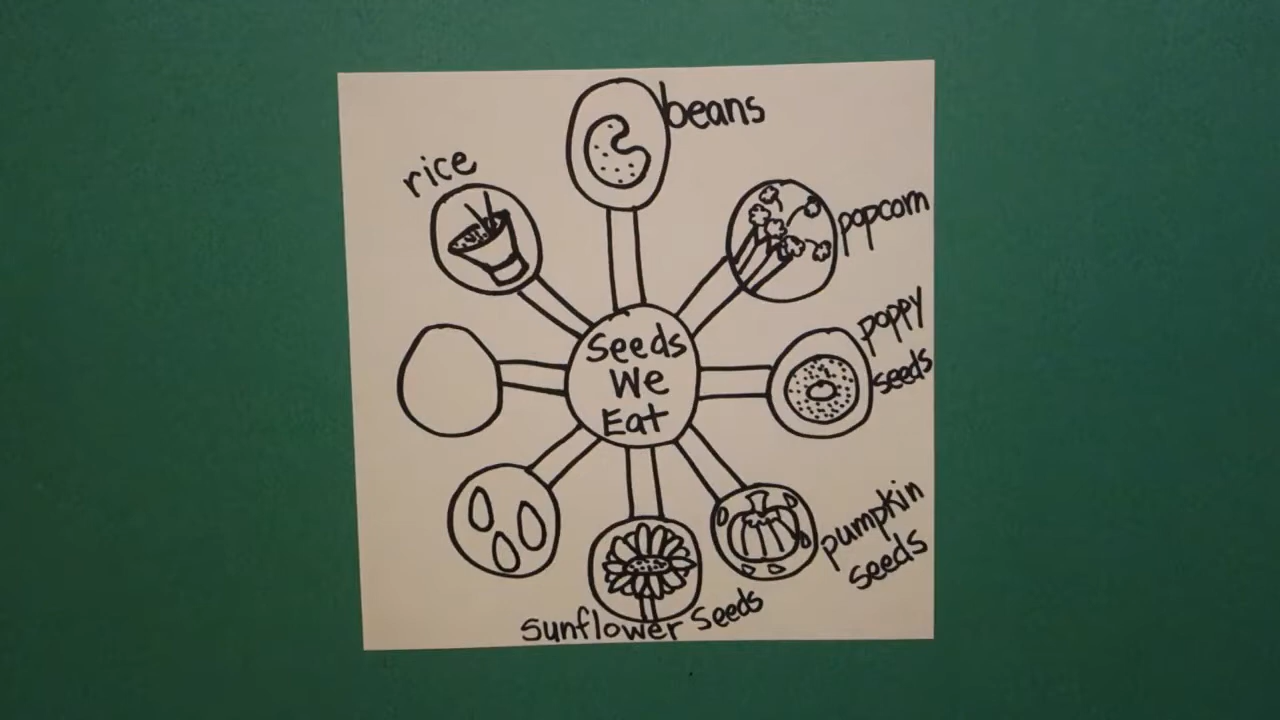 beans
rice
popcorn
poppy
seeds
Seeds
We
Eat
pumpkin
seeds
sunflower seeds